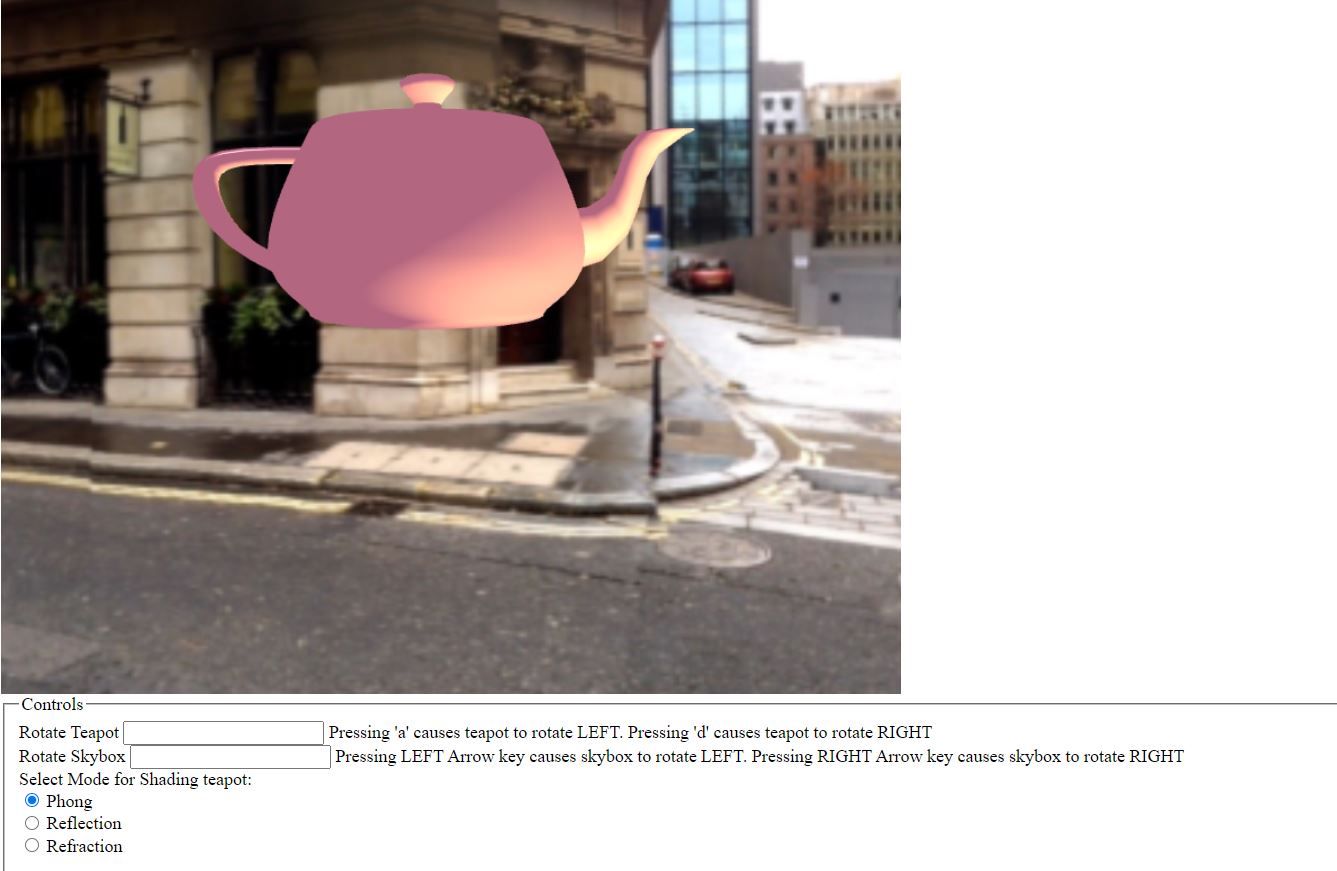 Controls
Rotate Teapot Pressing 'a' causes teapot to rotate LEFT. Pressing 'd' causes teapot to rotate RIGHT
Rotate Skybox Pressing LEFT Arrow key causes skybox to rotate LEFT. Pressing RIGHT Arrow key causes skybox to rotate RIGHT
Select Mode for Shading teapot:
Phong
Reflection
Refraction